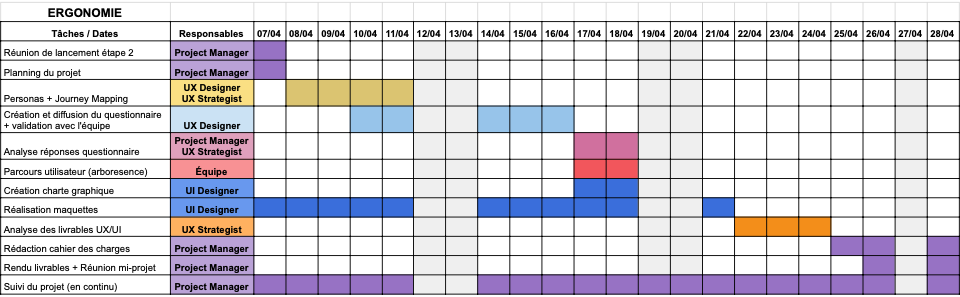 ERGONOMIE
Tâches / Dates Responsables 07/04 08/04 09/04 10/04 11/04 12/04 13/04 14/04 15/04 16/04 17/04 18/04 19/04 20/04 21/04 22/04 23/04 24/04 25/04 26/04 27/04 28/04
Réunion de lancement étape 2 Project Manager
Planning du projet Project Manager
UX Designer
Personas + Journey Mapping UX Strategist
Création et diffusion du questionnaire
+ validation avec l'équipe UX Designer
Project Manager
Analyse réponses questionnaire UX Strategist
Parcours utilisateur (arboresence) Équipe
Création charte graphique UI Designer
Réalisation maquettes UI Designer
Analyse des livrables UX/UI UX Strategist
Rédaction cahier des charges Project Manager
Rendu livrables + Réunion mi-projet Project Manager
Suivi du projet (en continu) Project Manager